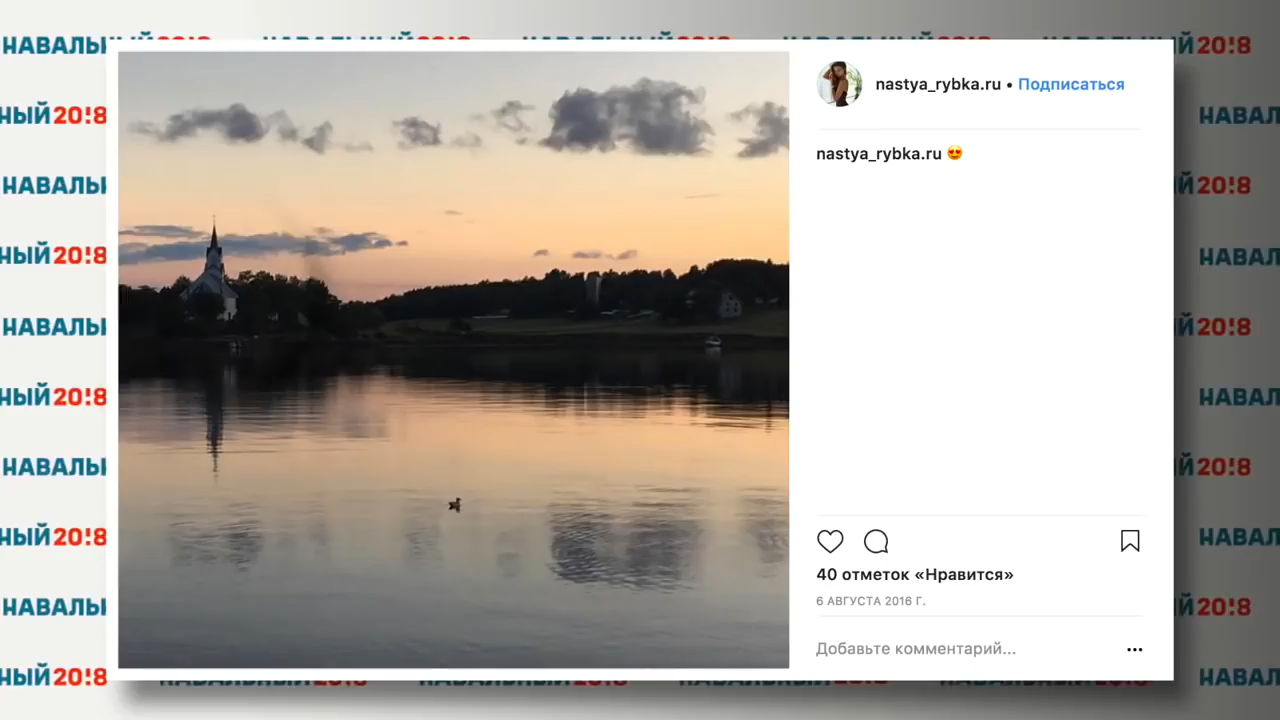 НАВАЛЬНЫЙ 20!8
nastya_rybka.ru • Подписаться
nastya_rybka.ru 😍
40 отметок «Нравится»
6 АВГУСТА 2016 Г.
Добавьте комментарий...